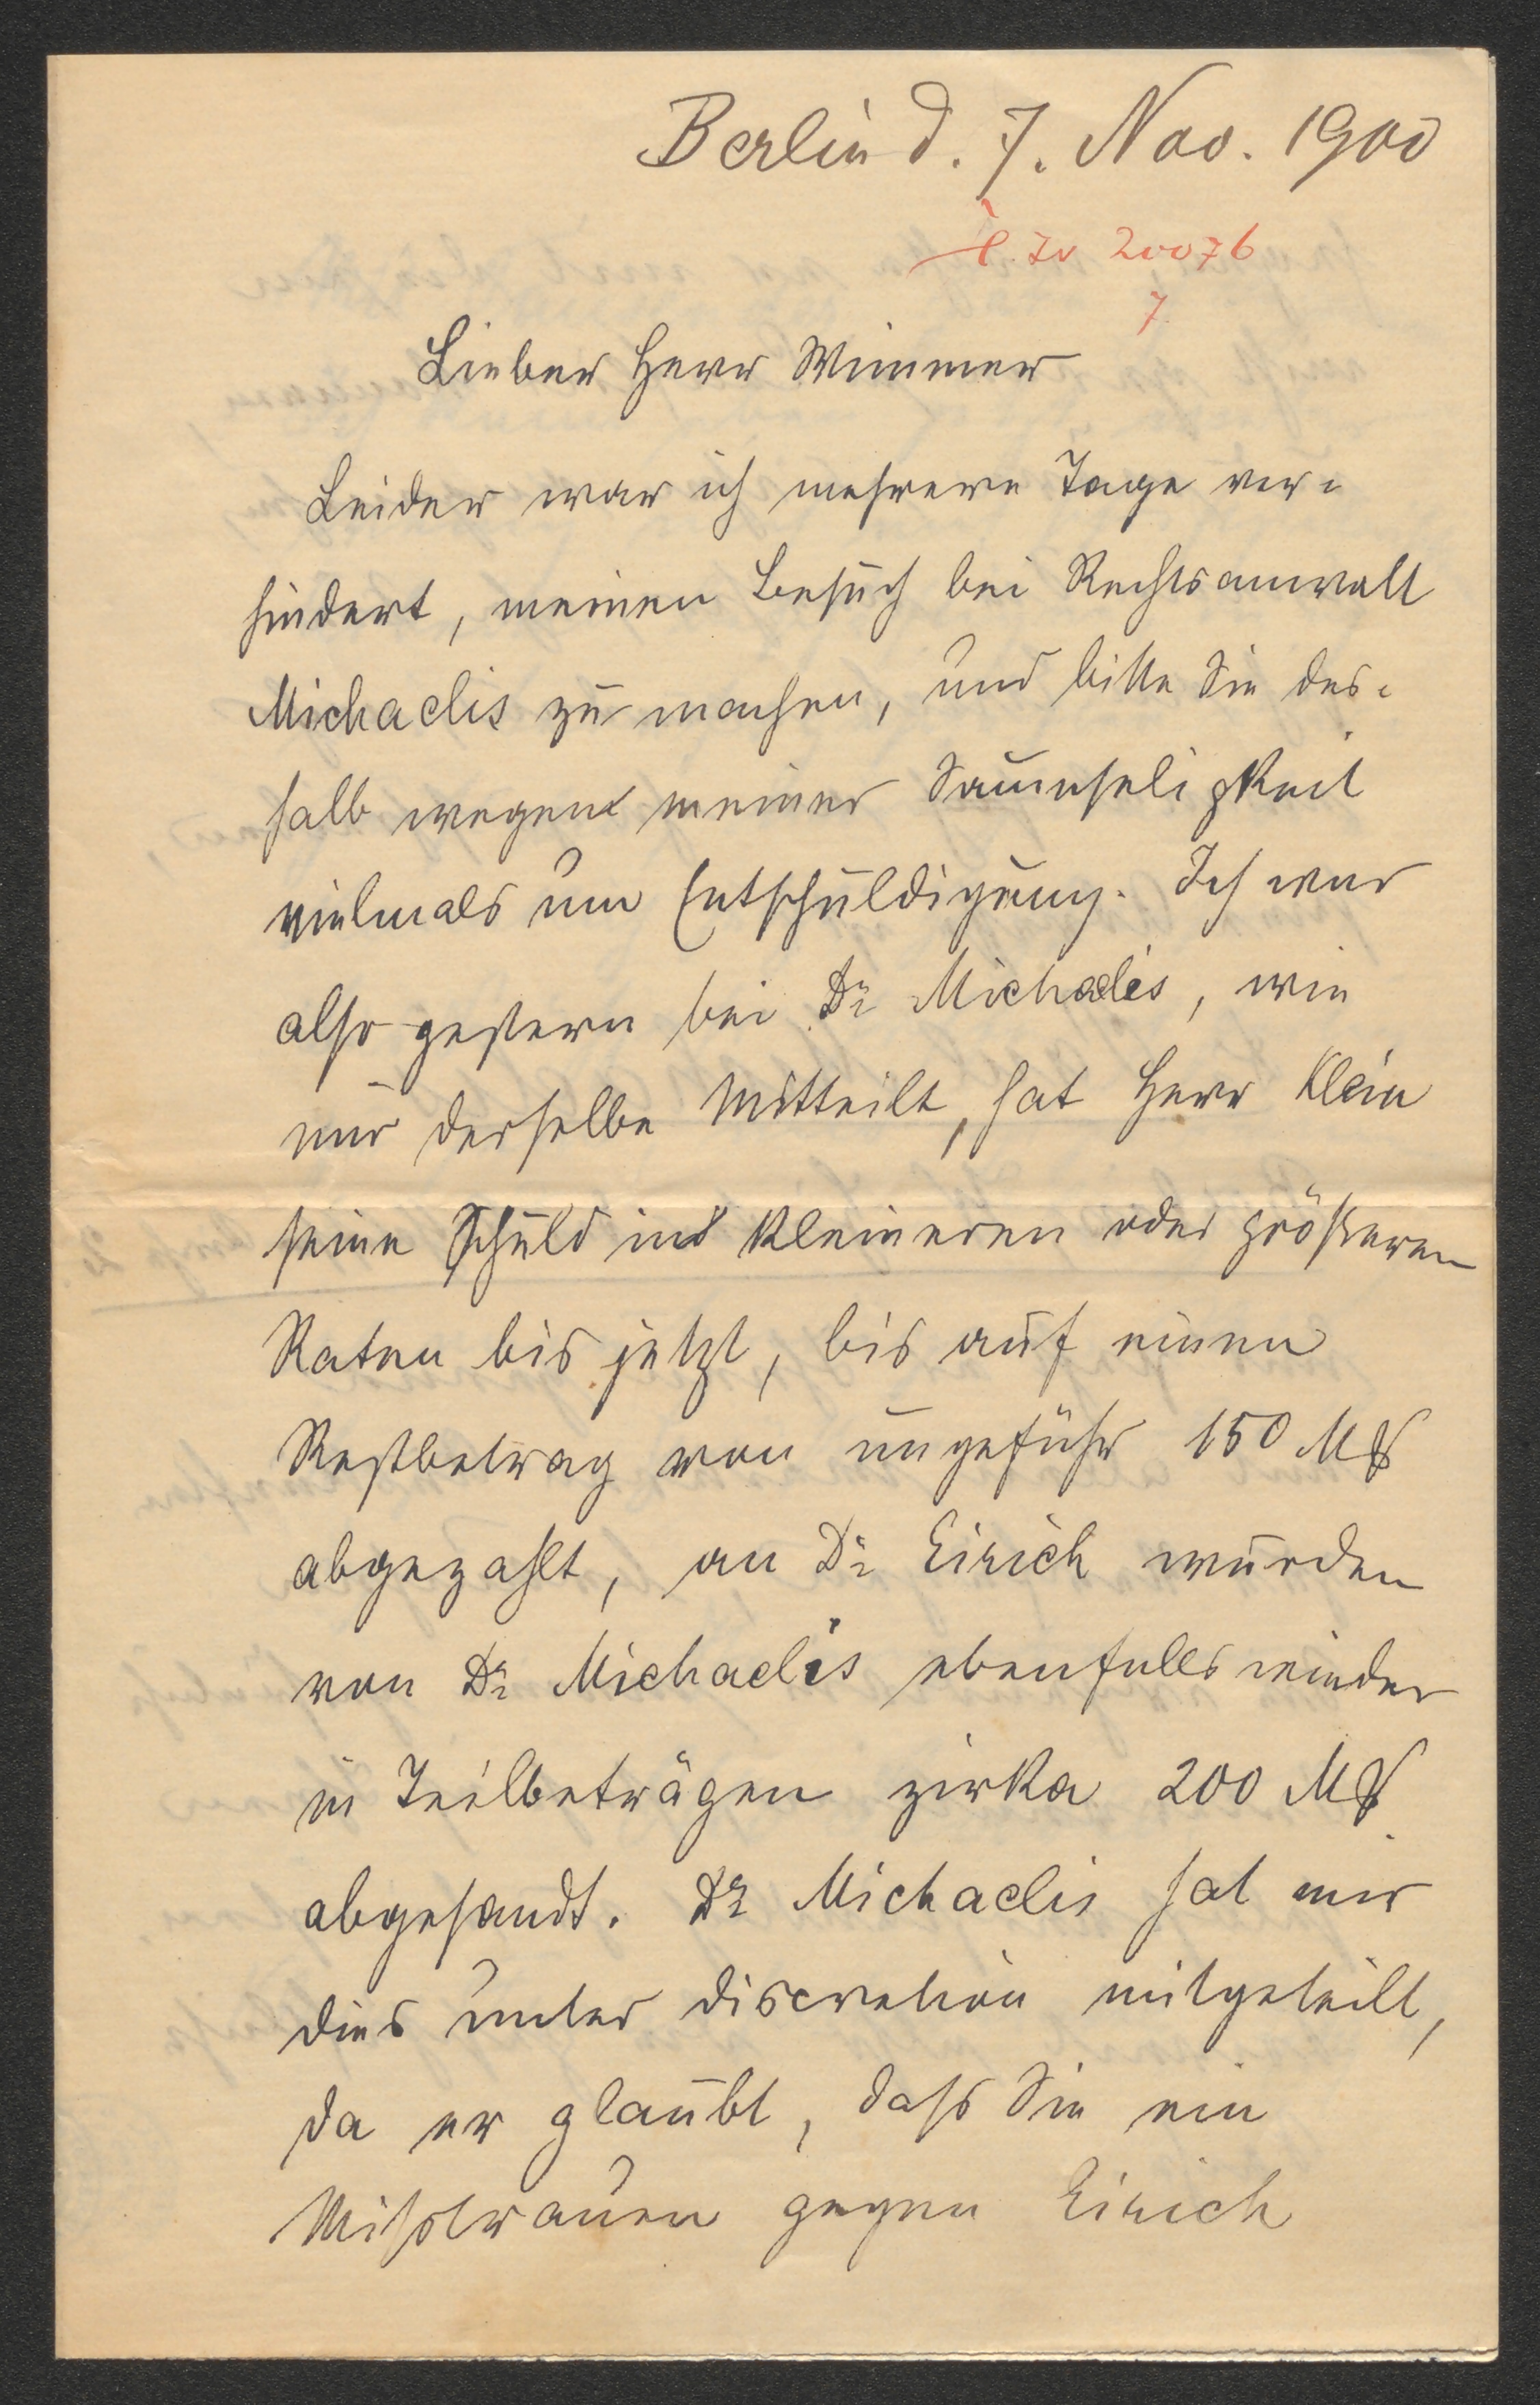 Berlin d. 7. Nov. 1900
20076
7
Lieber Herr Wimmer
Leider war ich mehrere Tage ver-
hindert, meinen Besuch bei Rechtsanwalt
Michaelis zu machen, und bitte Sie des-
halb wegen meiner Saumseligkeit
vielmals um Entschuldigung. Ich war
also gestern bei Dr Michaelis, wie
mir derselbe mitteilt, hat Herr Klein
seine Schuld in kleineren oder größeren
Raten bis jetzt, bis auf einen
Restbetrag von ungefähr 150 Mk
abgezahlt, an Dr Eirich wurden
von Dr Michaelis ebenfalls wieder
in Teilbeträgen zirka 200 Mk
abgesandt. Dr Michaelis hat mir
dies unter Discretion mitgeteilt,
da er glaubt, dass Sie ein
Misstrauen gegen Eirich